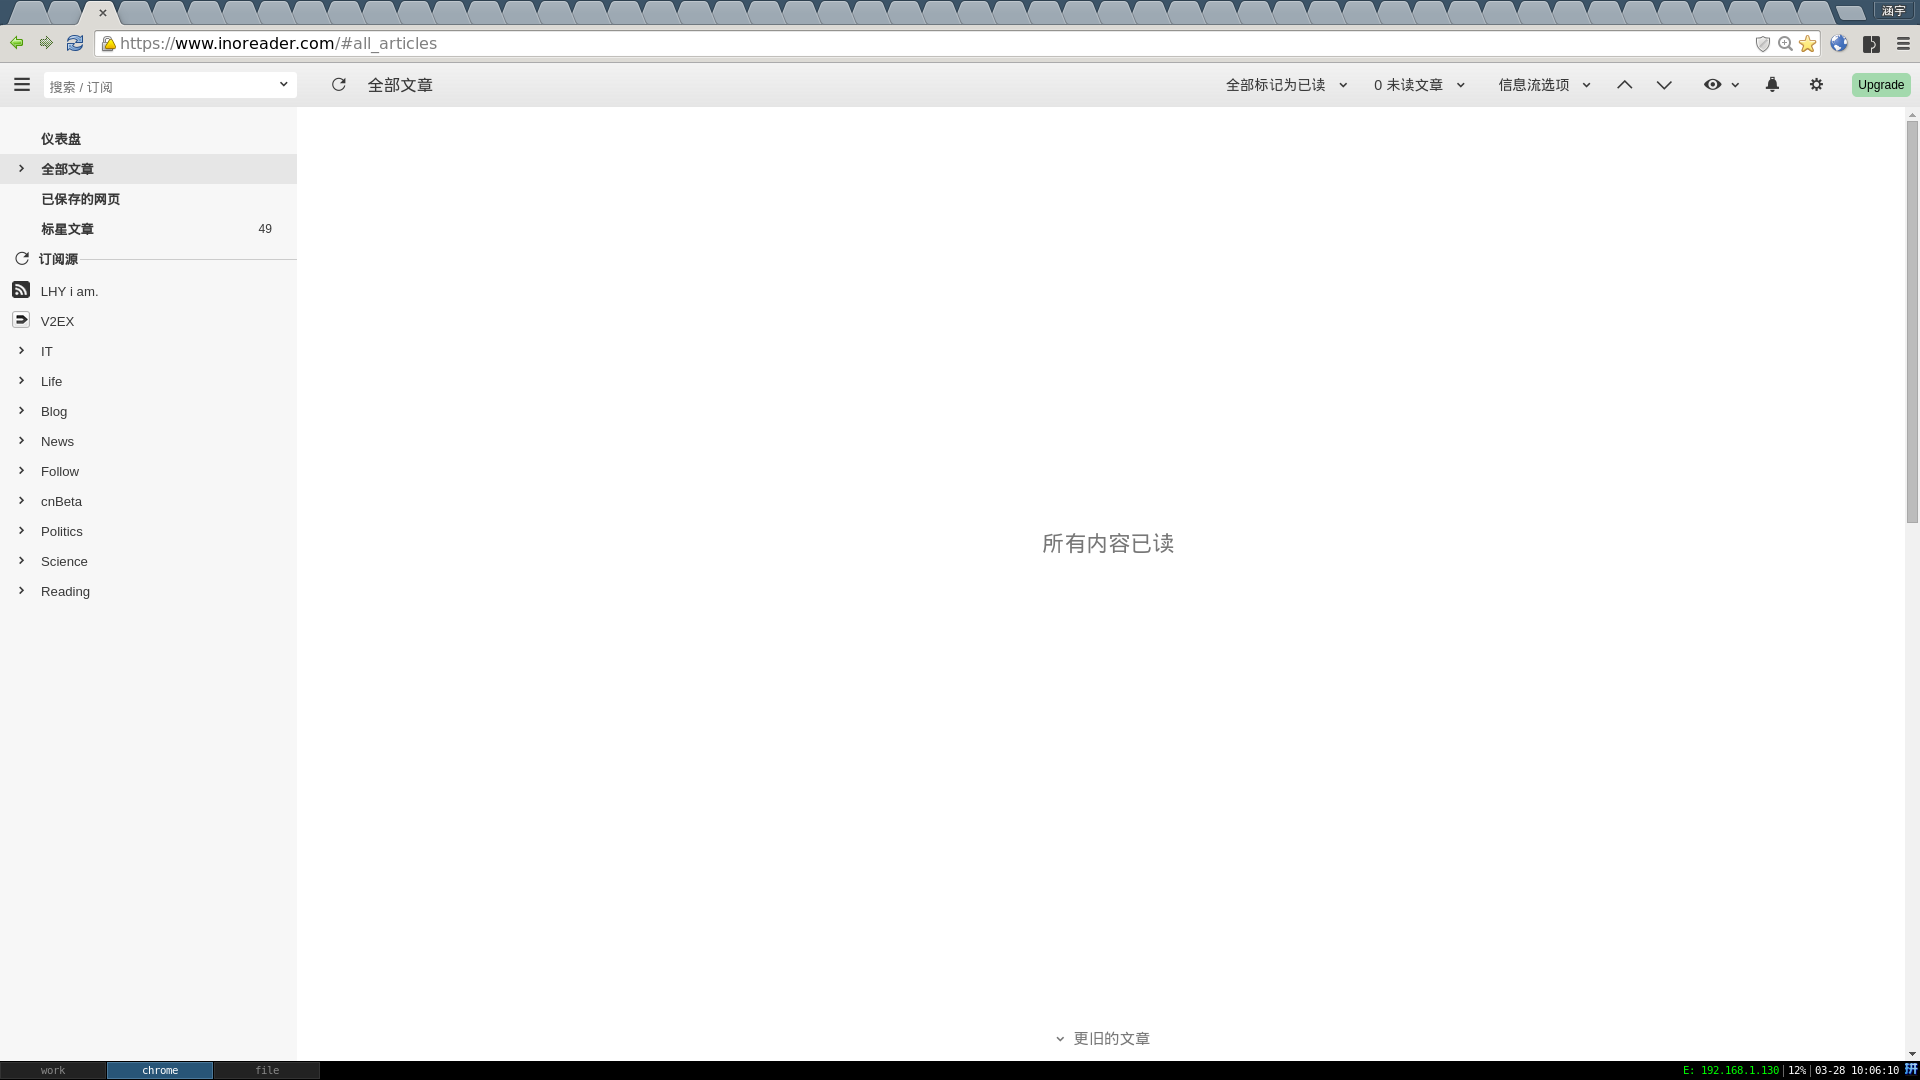 涵宇
https://www.inoreader.com/#all_articles
搜索 / 订阅
全部文章
全部标记为已读
0 未读文章
信息流选项
Upgrade
仪表盘
全部文章
已保存的网页
标星文章 49
订阅源
LHY i am.
V2EX
IT
Life
Blog
News
Follow
cnBeta
Politics
Science
Reading
所有内容已读
更旧的文章
work
chrome
file
E: 192.168.1.130|12%|03-28 10:06:10 拼